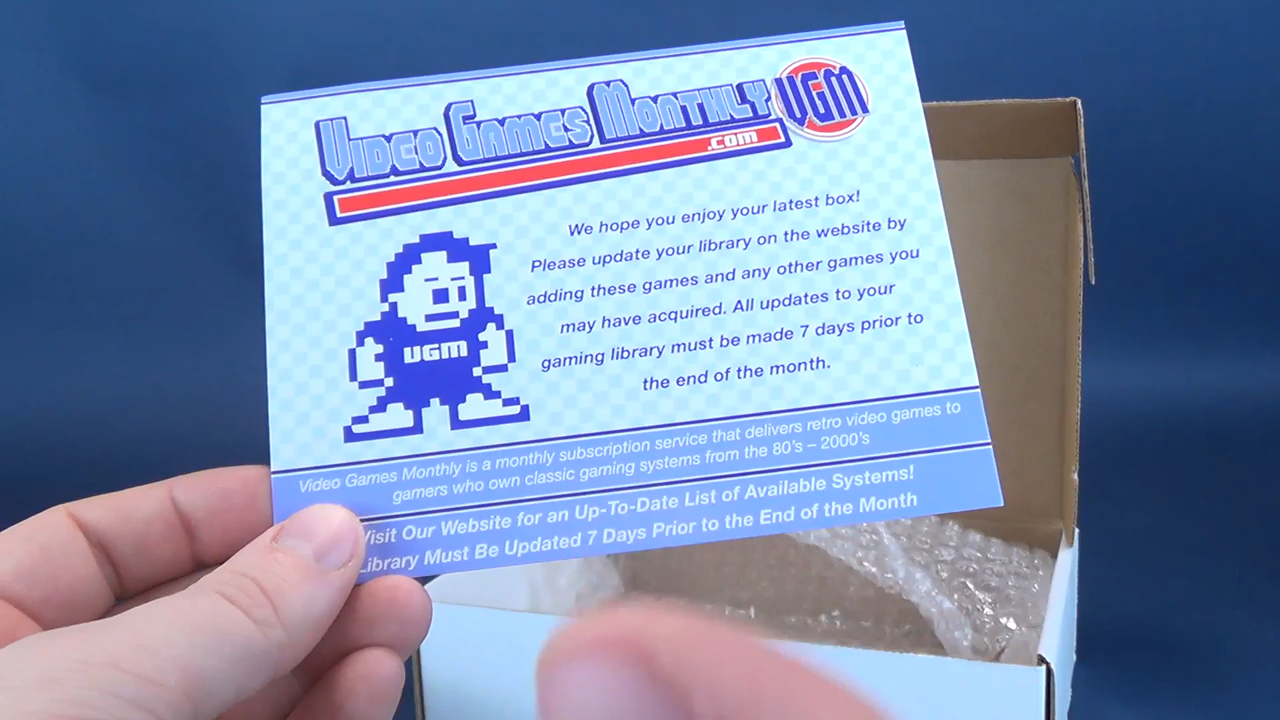 VIDEO GAMES MONTHLY VGM
.COM
We hope you enjoy your latest box!
Please update your library on the website by
adding these games and any other games you
may have acquired. All updates to your
gaming library must be made 7 days prior to
the end of the month.
VGM
Video Games Monthly is a monthly subscription service that delivers retro video games to
gamers who own classic gaming systems from the 80's – 2000's
Visit Our Website for an Up-To-Date List of Available Systems!
Library Must Be Updated 7 Days Prior to the End of the Month